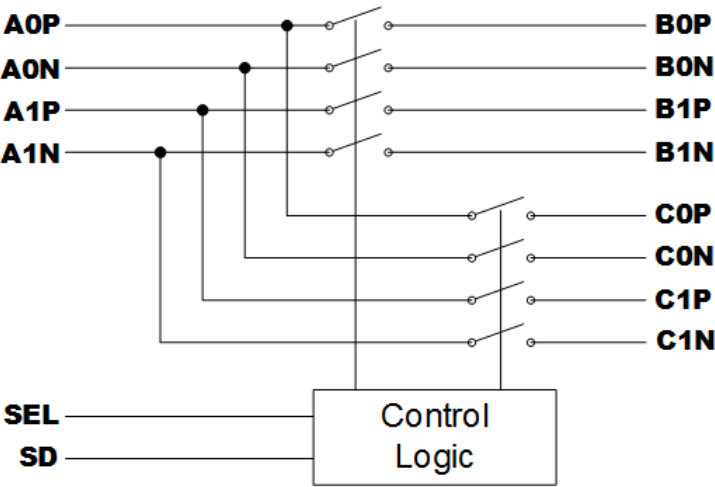 A0P
B0P
A0N
B0N
A1P
B1P
A1N
B1N
C0P
C0N
C1P
C1N
SEL
SD
Control
Logic